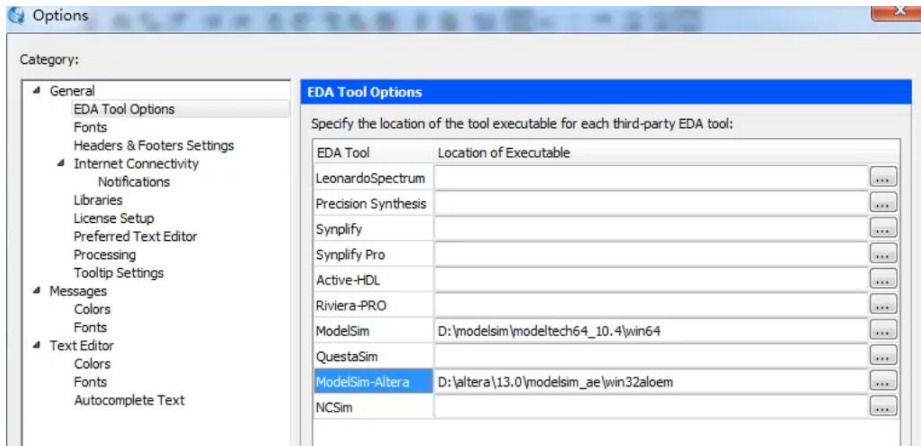 Options
Category:
General
EDA Tool Options
Fonts
Headers & Footers Settings
Internet Connectivity
Notifications
Libraries
License Setup
Preferred Text Editor
Processing
Tooltip Settings
Messages
Colors
Fonts
Text Editor
Colors
Fonts
Autocomplete Text
EDA Tool Options
Specify the location of the tool executable for each third-party EDA tool:
EDA Tool Location of Executable
LeonardoSpectrum ...
Precision Synthesis ...
Synplify ...
Synplify Pro ...
Active-HDL ...
Riviera-PRO ...
ModelSim D:\modelsim\modeltech64_10.4\win64 ...
QuestaSim ...
ModelSim-Altera D:\altera\13.0\modelsim_ae\win32aloem ...
NCSim ...